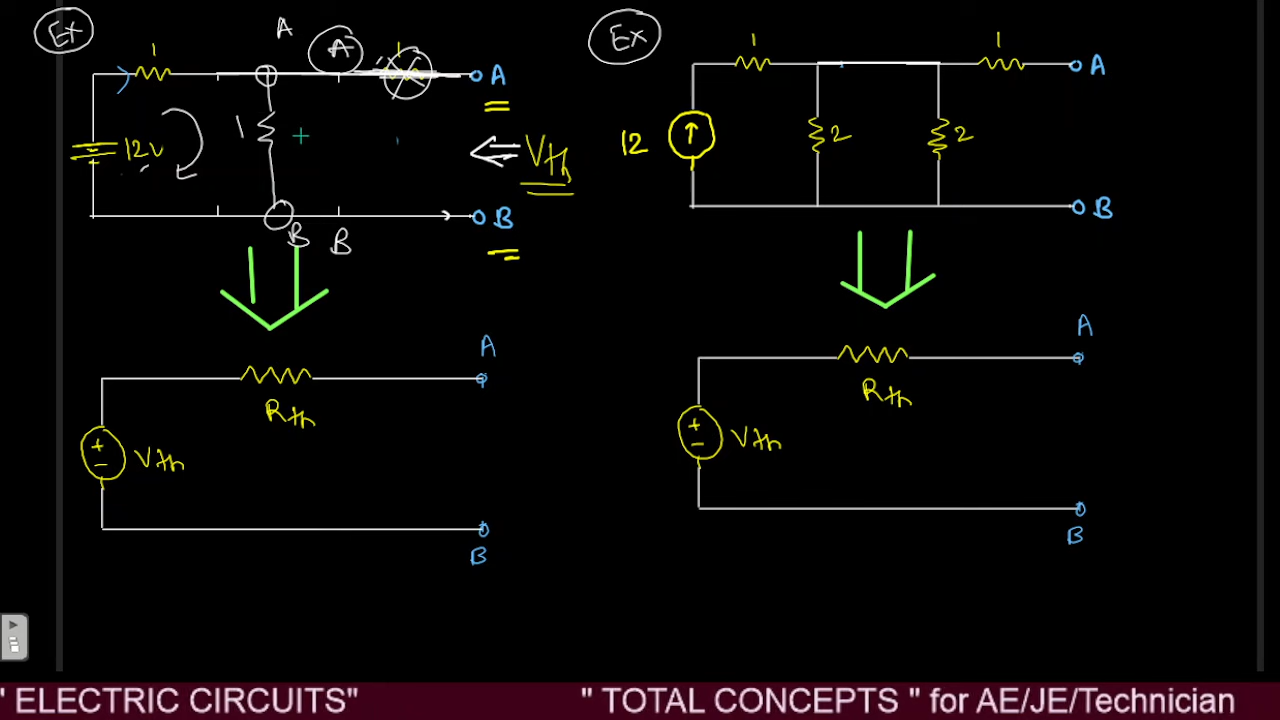 Ex
A
A
1
1
A
12V
1
Vth
B
B
B
Ex
1
1
A
12
2
2
B
A
Rth
Vth
B
A
Rth
Vth
B
" ELECTRIC CIRCUITS"
" TOTAL CONCEPTS " for AE/JE/Technician